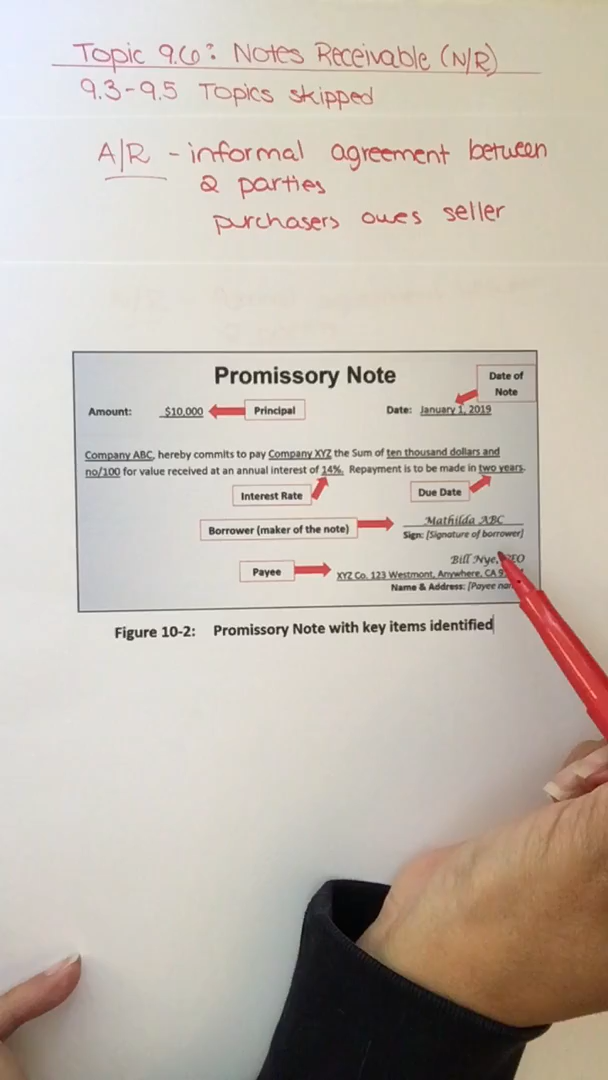 Topic 9.6: Notes Receivable (N/R)
9.3-9.5 Topics skipped
A/R - informal agreement between
2 parties
purchasers owes seller
Promissory Note
Date of
Note
Amount: $10,000 Principal Date: January 1, 2019
Company ABC, hereby commits to pay Company XYZ the Sum of ten thousand dollars and
no/100 for value received at an annual interest of 14%. Repayment is to be made in two years.
Interest Rate Due Date
Borrower (maker of the note) Mathilda ABC
Sign: [Signature of borrower]
Bill Nye,
Payee XYZ Co. 123 Westmont, Anywhere, CA
Name & Address: [Payee
Figure 10-2: Promissory Note with key items identified